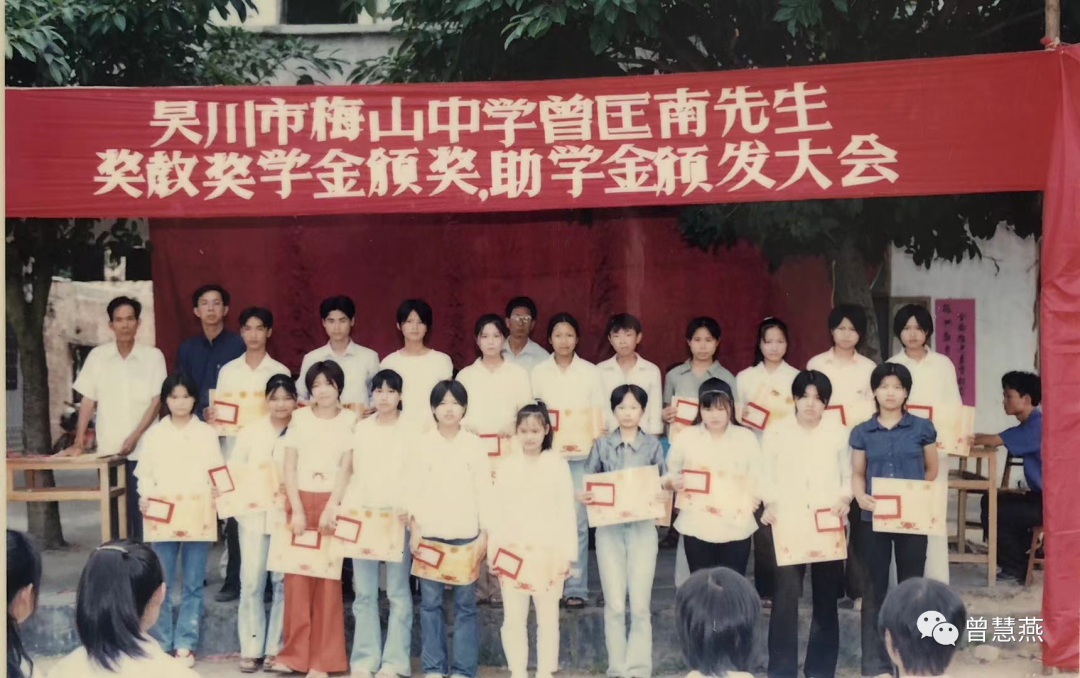 吴川市梅山中学曾匡南先生
奖教奖学金颁奖,助学金颁发大会
曾慧燕